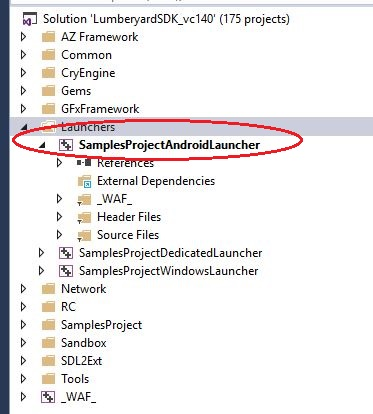 Solution 'LumberyardSDK_vc140' (175 projects)
AZ Framework
Common
CryEngine
Gems
GFxFramework
Launchers
SamplesProjectAndroidLauncher
References
External Dependencies
_WAF_
Header Files
Source Files
SamplesProjectDedicatedLauncher
SamplesProjectWindowsLauncher
Network
RC
SamplesProject
Sandbox
SDL2Ext
Tools
_WAF_